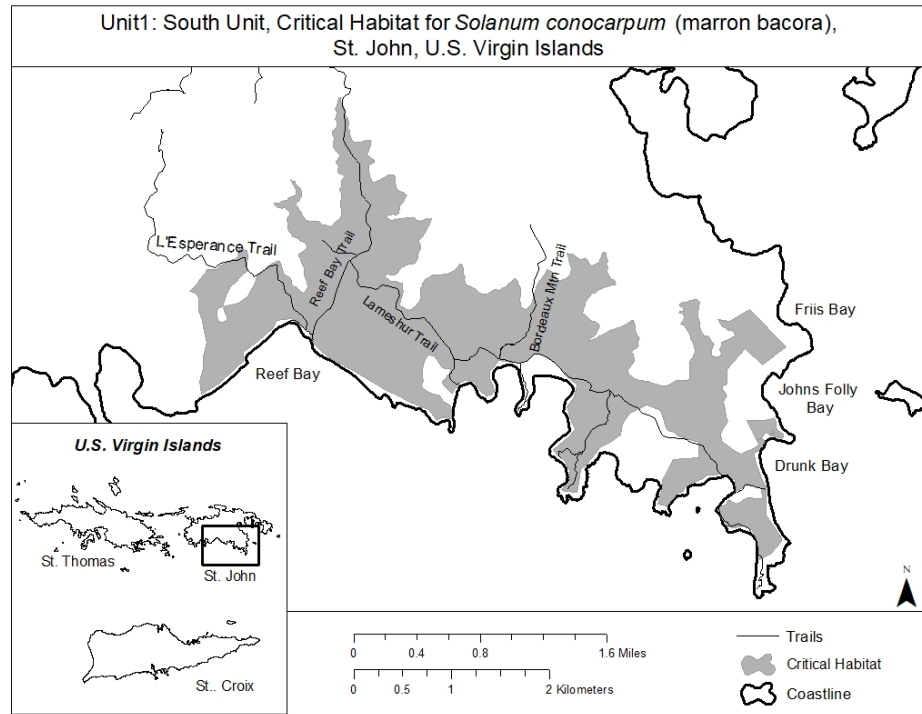 Unit1: South Unit, Critical Habitat for Solanum conocarpum (marron bacora),
St. John, U.S. Virgin Islands
L'Esperance Trail
Reef Bay Trail
Lameshur Trail
Bordeaux Mtn Trail
Friis Bay
Reef Bay
Johns Folly
Bay
Drunk Bay
U.S. Virgin Islands
St. Thomas
St. John
St.. Croix
N
0 0.4 0.8 1.6 Miles
0 0.5 1 2 Kilometers
Trails
Critical Habitat
Coastline